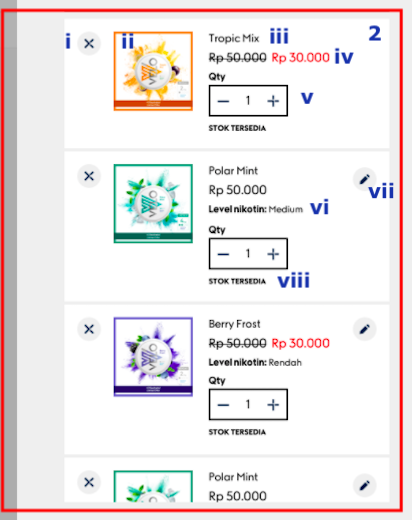 2
i ii Tropic Mix iii
Rp 50.000 Rp 30.000 iv
Qty
− 1 + v
STOK TERSEDIA
Polar Mint
Rp 50.000 vii
Level nikotin: Medium vi
Qty
− 1 +
STOK TERSEDIA viii
Berry Frost
Rp 50.000 Rp 30.000
Level nikotin: Rendah
Qty
− 1 +
STOK TERSEDIA
Polar Mint
Rp 50.000